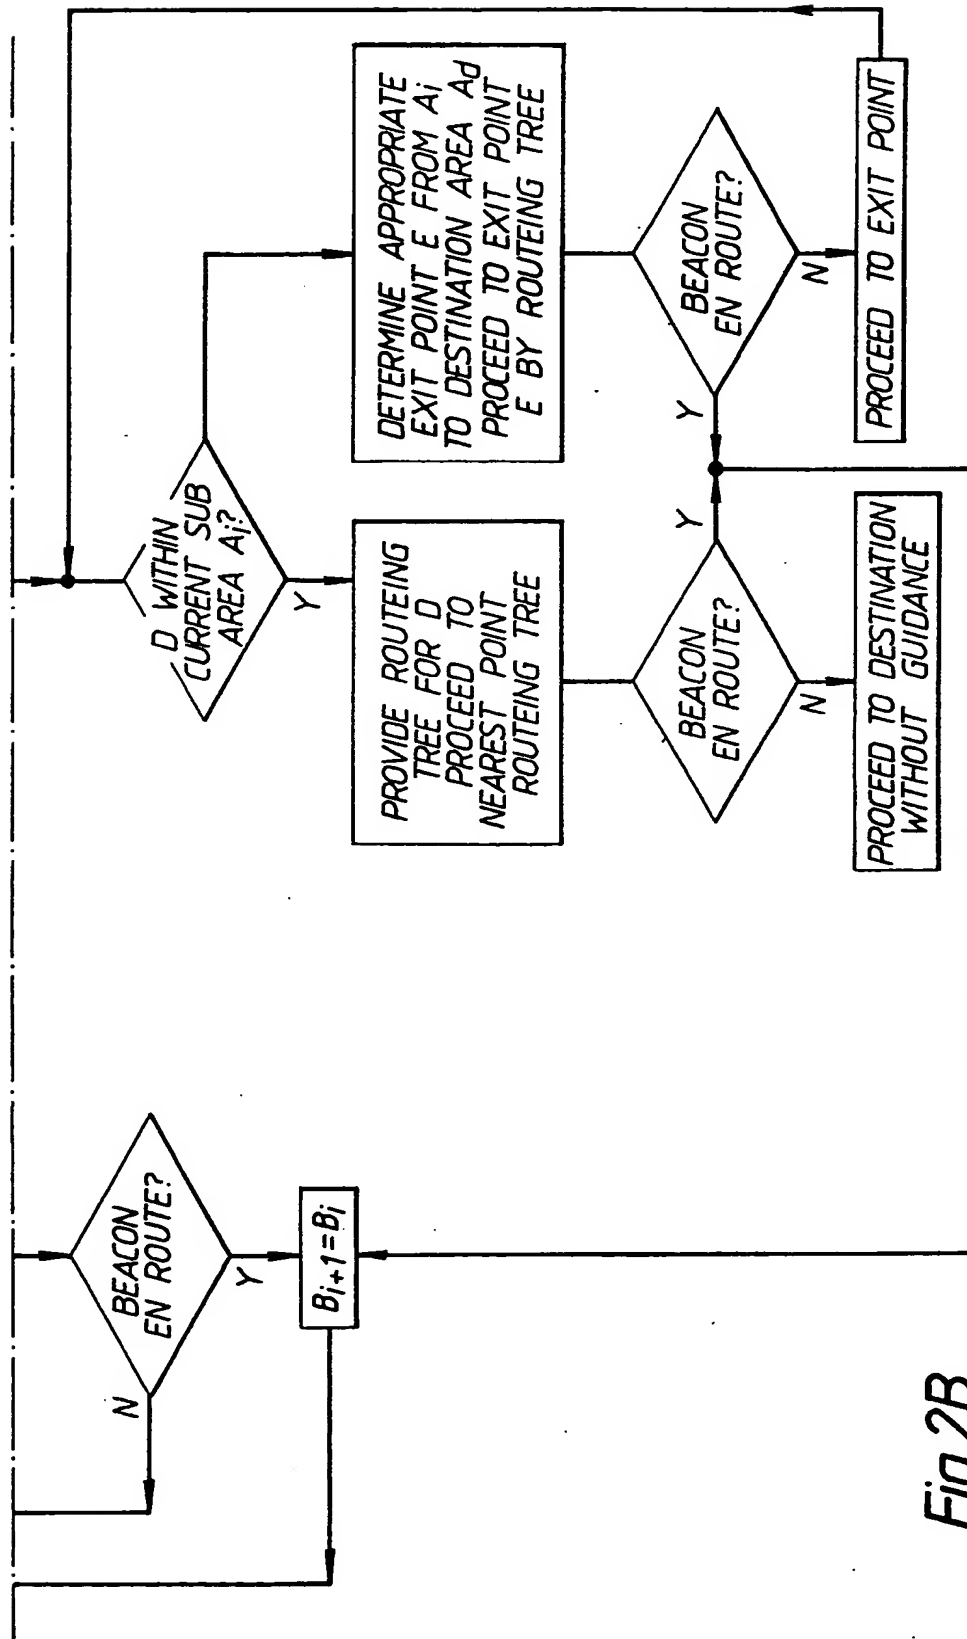 BEACON
EN ROUTE?
N
Y
Bi+1=Bi
D WITHIN
CURRENT SUB
AREA Ai?
Y
PROVIDE ROUTEING
TREE FOR D
PROCEED TO
NEAREST POINT
ROUTEING TREE
BEACON
EN ROUTE?
Y
N
PROCEED TO DESTINATION
WITHOUT GUIDANCE
DETERMINE APPROPRIATE
EXIT POINT E FROM Ai
TO DESTINATION AREA Ad
PROCEED TO EXIT POINT
E BY ROUTEING TREE
BEACON
EN ROUTE?
Y
N
PROCEED TO EXIT POINT
Fig.2B